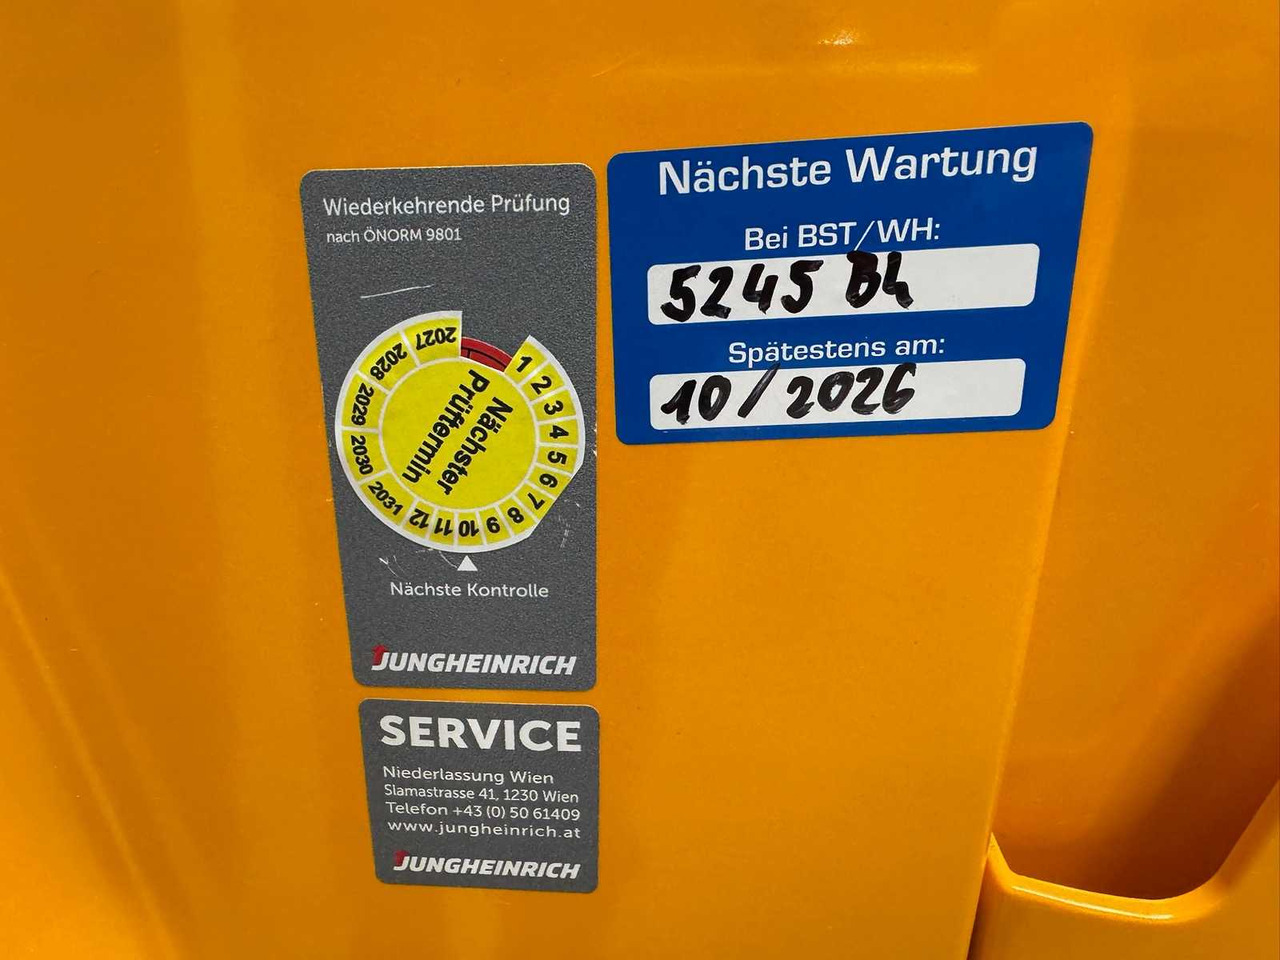 Wiederkehrende Prüfung
nach ÖNORM 9801
2027 2028 2029 2030 2031
1 2 3 4 5 6 7 8 9 10 11 12
Nächster
Prüftermin
Nächste Kontrolle
JUNGHEINRICH
SERVICE
Niederlassung Wien
Slamastrasse 41, 1230 Wien
Telefon +43 (0) 50 61409
www.jungheinrich.at
JUNGHEINRICH
Nächste Wartung
Bei BST/WH:
5245
Spätestens am:
10/2026